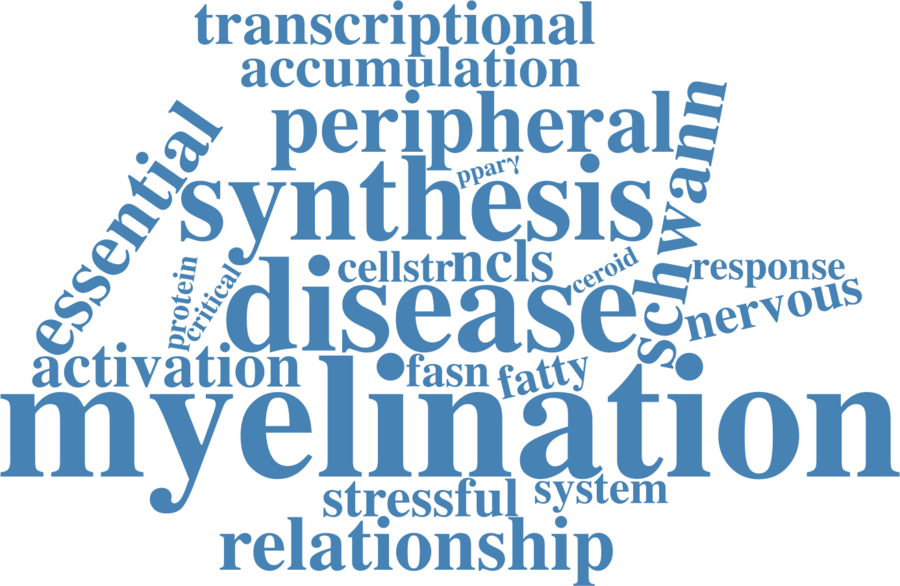 transcriptional
accumulation
peripheral
essential
schwann
pparγ
synthesis
cellstr
ncls
ceroid
response
protein
critical
disease
nervous
activation
fasn
fatty
myelination
stressful
system
relationship